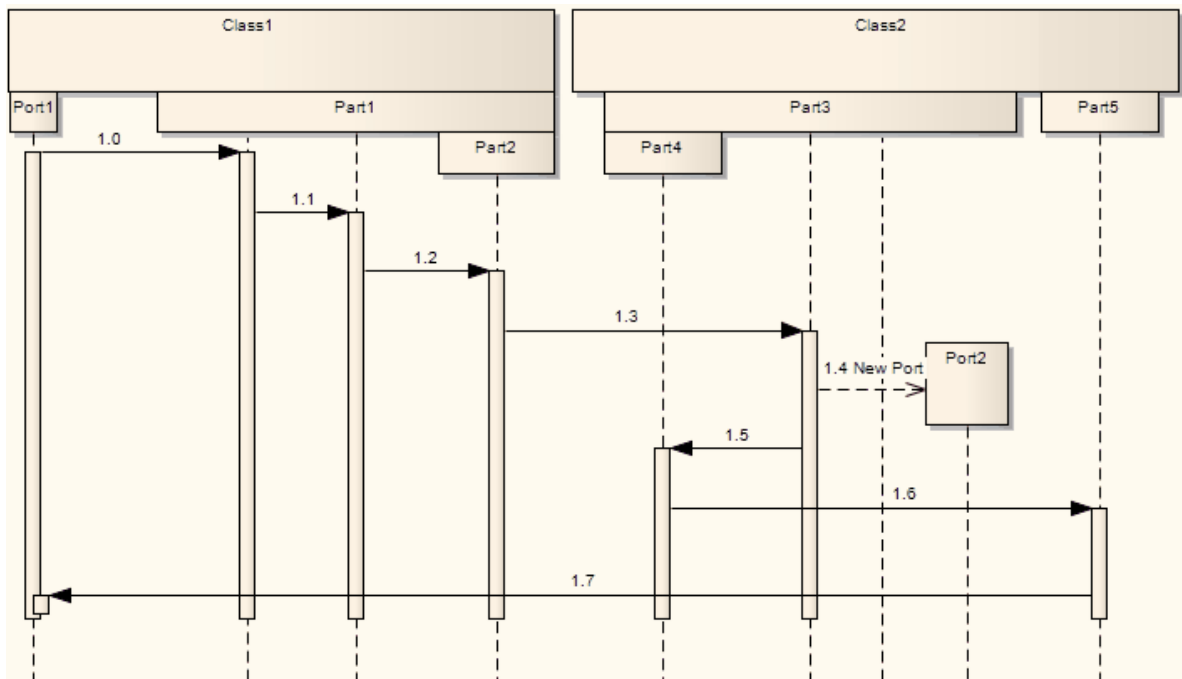 Class1
Class2
Port1
Part1
Part3
Part5
Part2
Part4
1.0
1.1
1.2
1.3
Port2
1.4 New Port
1.5
1.6
1.7